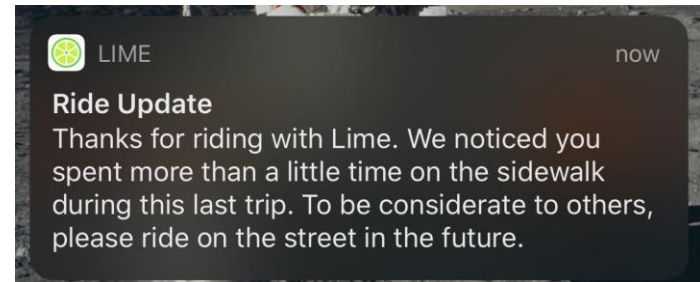 LIME
now
Ride Update
Thanks for riding with Lime. We noticed you
spent more than a little time on the sidewalk
during this last trip. To be considerate to others,
please ride on the street in the future.